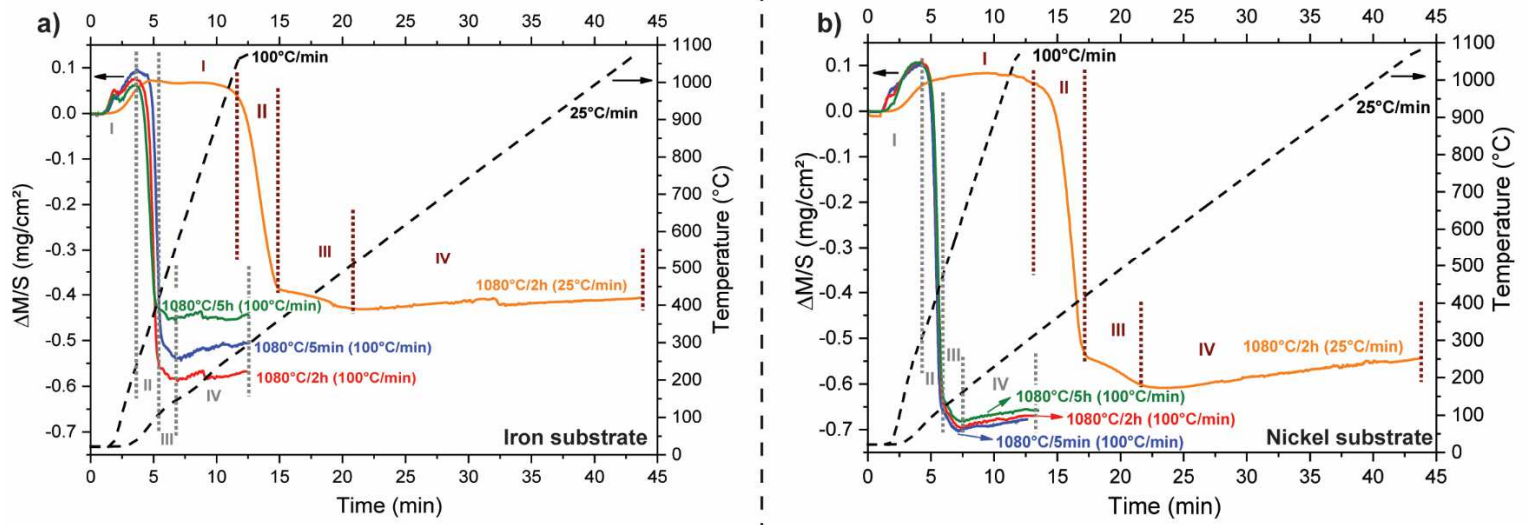 a)
0 5 10 15 20 25 30 35 40 45
0.1
0.0
-0.1
-0.2
-0.3
-0.4
-0.5
-0.6
-0.7
ΔM/S (mg/cm²)
1100
1000
900
800
700
600
500
400
300
200
100
0
Temperature (°C)
100°C/min
25°C/min
I
II
III
IV
I
II
III
IV
1080°C/2h (25°C/min)
1080°C/5h (100°C/min)
1080°C/5min (100°C/min)
1080°C/2h (100°C/min)
Iron substrate
0 5 10 15 20 25 30 35 40 45
Time (min)
b)
0 5 10 15 20 25 30 35 40 45
0.1
0.0
-0.1
-0.2
-0.3
-0.4
-0.5
-0.6
-0.7
ΔM/S (mg/cm²)
1100
1000
900
800
700
600
500
400
300
200
100
0
Temperature (°C)
100°C/min
25°C/min
I
II
III
IV
I
II
III
IV
1080°C/2h (25°C/min)
1080°C/5h (100°C/min)
1080°C/2h (100°C/min)
1080°C/5min (100°C/min)
Nickel substrate
0 5 10 15 20 25 30 35 40 45
Time (min)